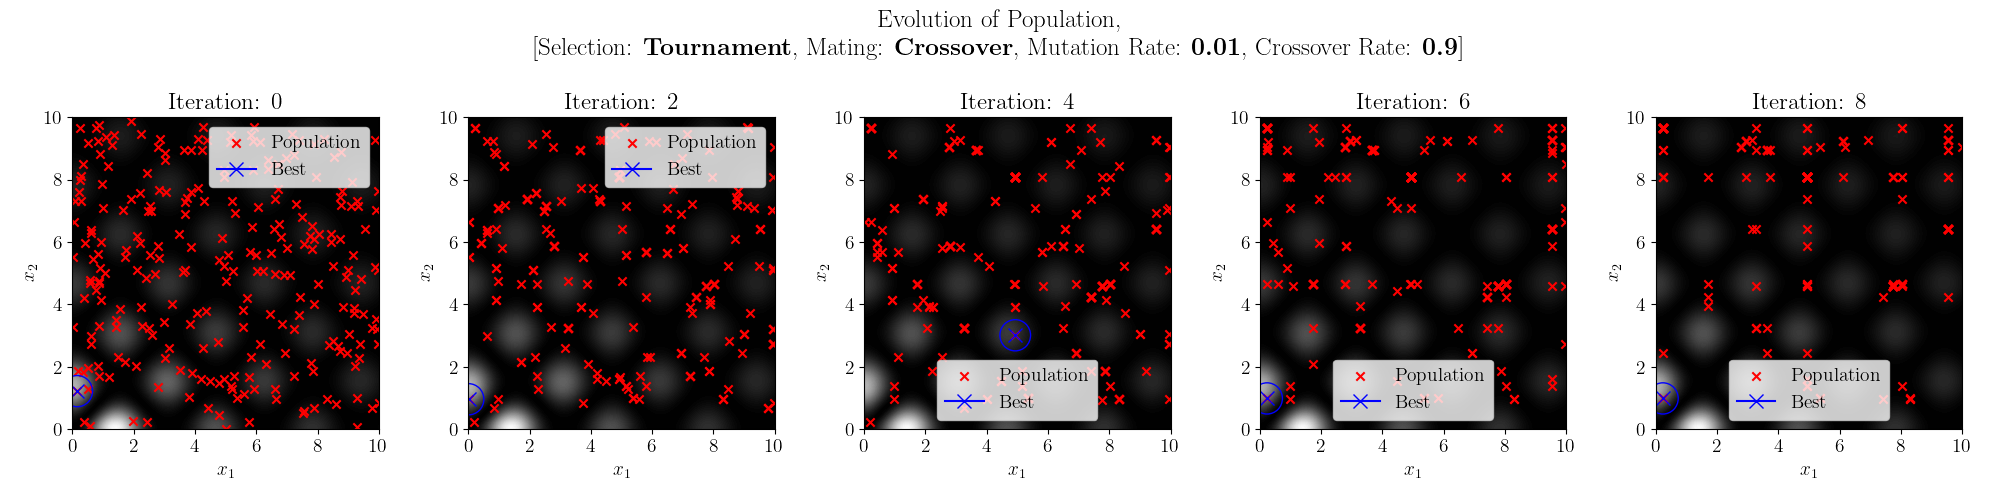 Evolution of Population,
[Selection: Tournament, Mating: Crossover, Mutation Rate: 0.01, Crossover Rate: 0.9]
Iteration: 0
10
8
6
4
2
0
x2
0 2 4 6 8 10
x1
Population
Best
Iteration: 2
10
8
6
4
2
0
x2
0 2 4 6 8 10
x1
Population
Best
Iteration: 4
10
8
6
4
2
0
x2
0 2 4 6 8 10
x1
Population
Best
Iteration: 6
10
8
6
4
2
0
x2
0 2 4 6 8 10
x1
Population
Best
Iteration: 8
10
8
6
4
2
0
x2
0 2 4 6 8 10
x1
Population
Best